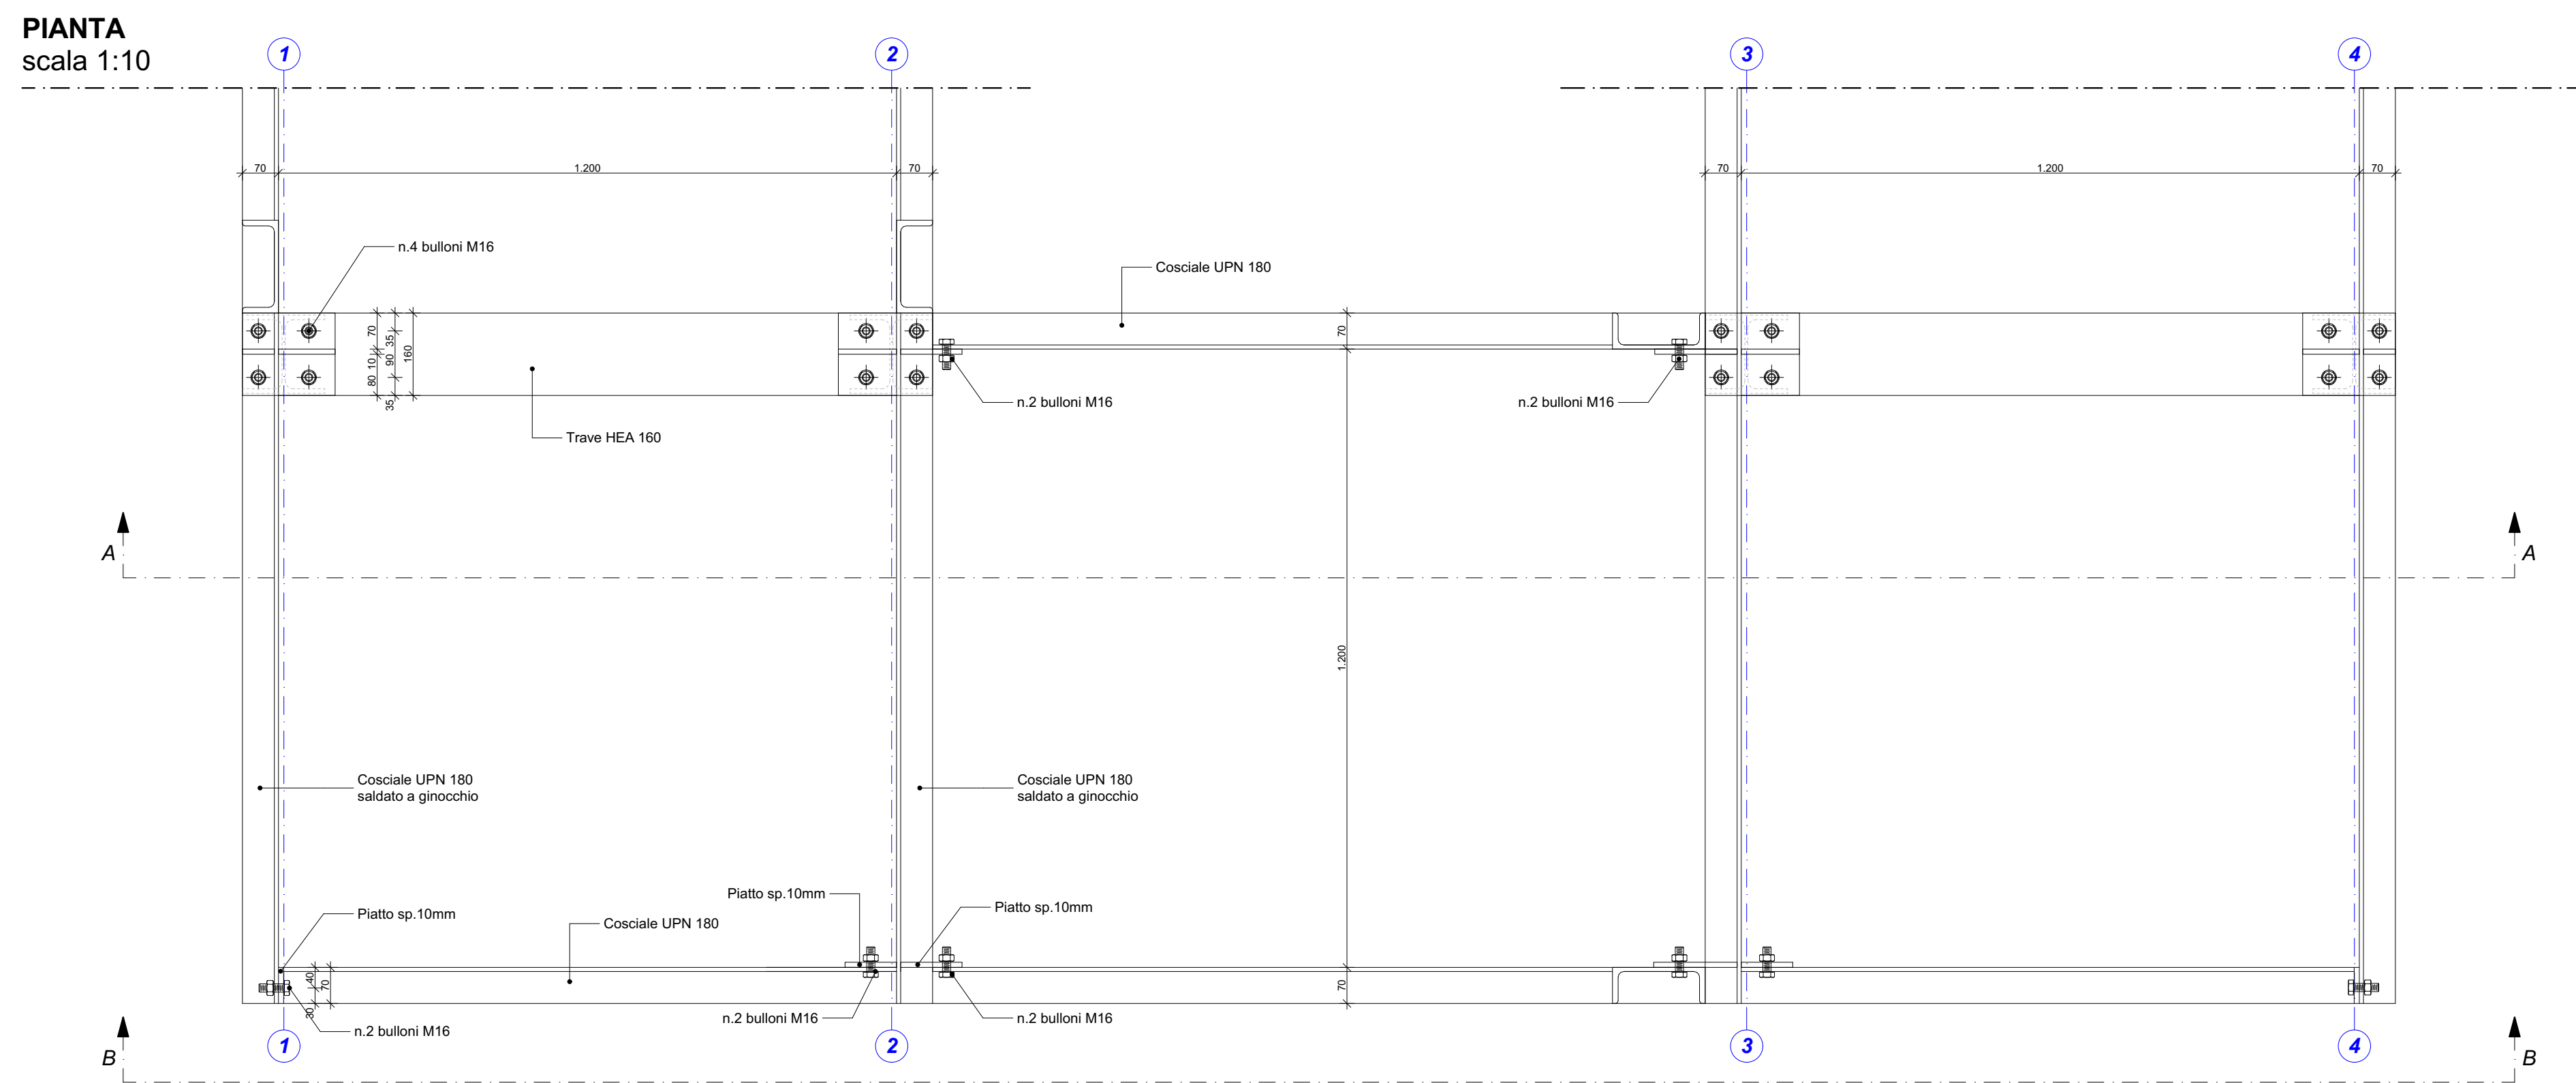 PIANTA
scala 1:10
1
2
3
4
70
1.200
70
70
1.200
70
n.4 bulloni M16
Cosciale UPN 180
70
10
80
35
90
35
160
70
n.2 bulloni M16
n.2 bulloni M16
Trave HEA 160
A
A
1.200
Cosciale UPN 180
saldato a ginocchio
Cosciale UPN 180
saldato a ginocchio
Piatto sp.10mm
Piatto sp.10mm
Piatto sp.10mm
Cosciale UPN 180
40
30
70
70
n.2 bulloni M16
n.2 bulloni M16
n.2 bulloni M16
1
2
3
4
B
B